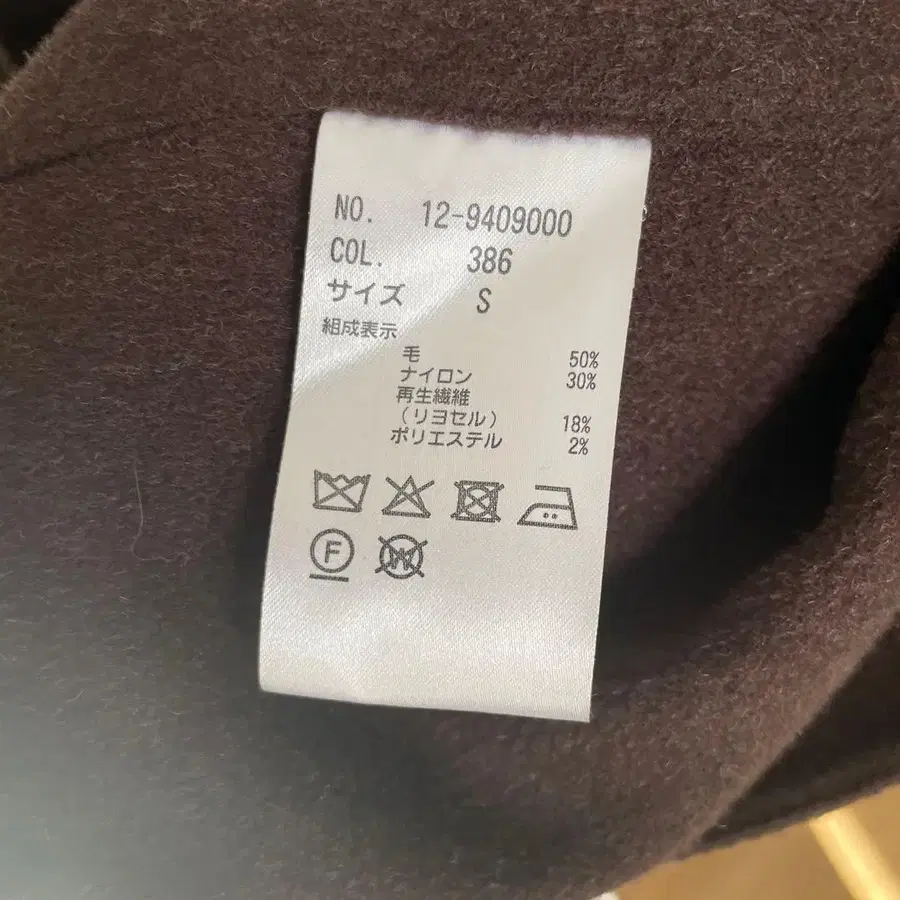 NO. 12-9409000
COL. 386
サイズ S
組成表示
毛 50%
ナイロン 30%
再生繊維
(リヨセル) 18%
ポリエステル 2%
F
W